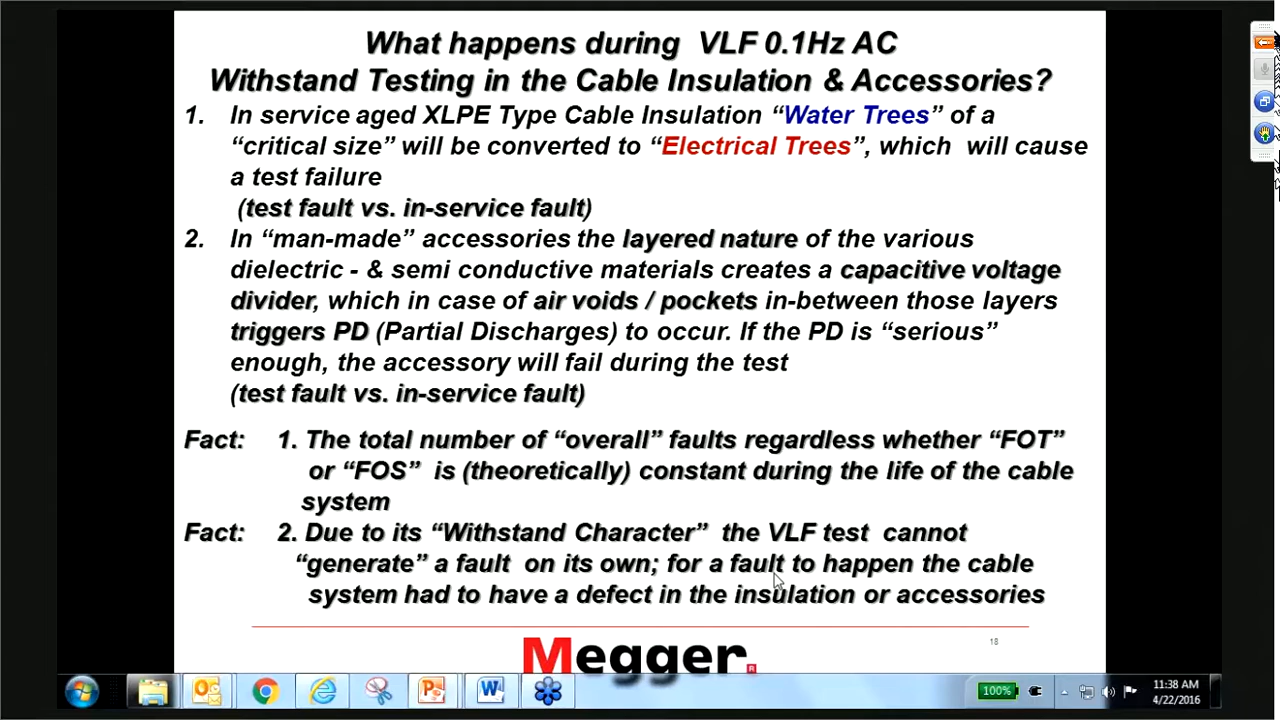 What happens during VLF 0.1Hz AC
Withstand Testing in the Cable Insulation & Accessories?
1. In service aged XLPE Type Cable Insulation “Water Trees” of a
“critical size” will be converted to “Electrical Trees”, which will cause
a test failure
(test fault vs. in-service fault)
2. In “man-made” accessories the layered nature of the various
dielectric - & semi conductive materials creates a capacitive voltage
divider, which in case of air voids / pockets in-between those layers
triggers PD (Partial Discharges) to occur. If the PD is “serious”
enough, the accessory will fail during the test
(test fault vs. in-service fault)
Fact: 1. The total number of “overall” faults regardless whether “FOT”
or “FOS” is (theoretically) constant during the life of the cable
system
Fact: 2. Due to its “Withstand Character” the VLF test cannot
“generate” a fault on its own; for a fault to happen the cable
system had to have a defect in the insulation or accessories
18
Megger
100%
11:38 AM
4/22/2016